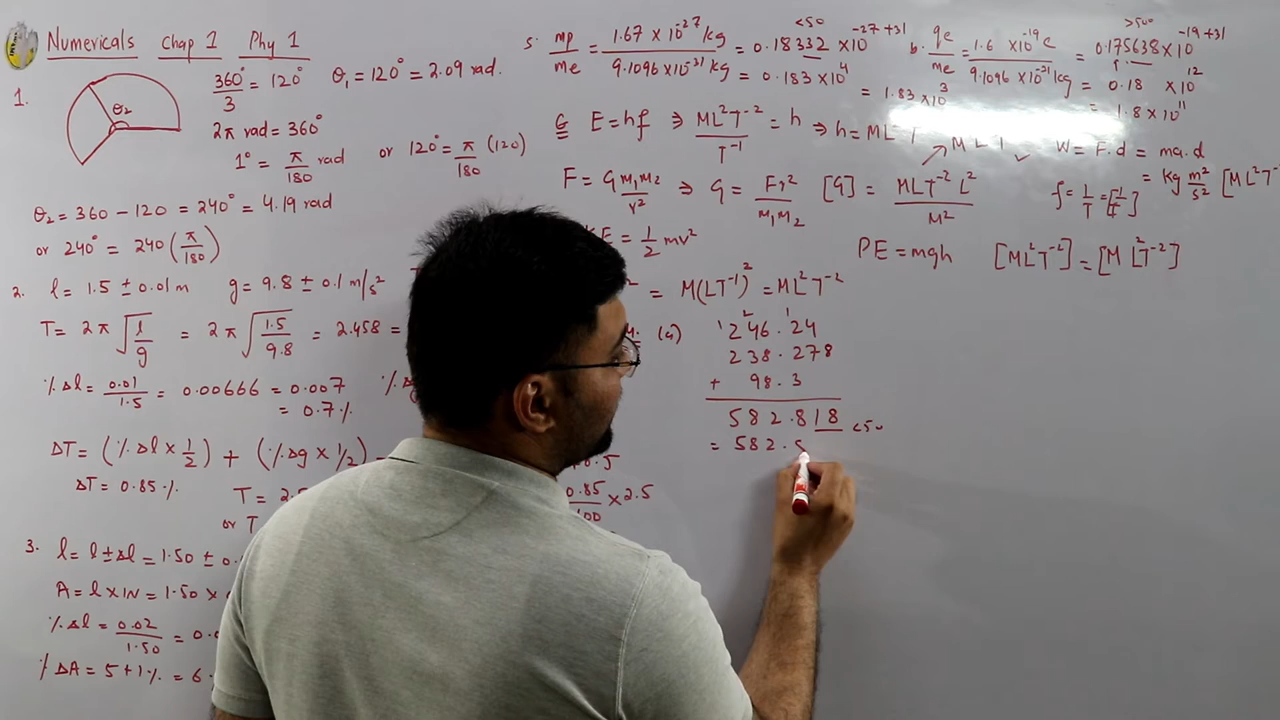 Numericals Chap 1 Phy 1
1.
θ₂
360°/3 = 120° θ₁ = 120° = 2.09 rad.
2π rad = 360°
1° = π/180 rad or 120° = π/180 (120)
θ₂ = 360 - 120 = 240° = 4.19 rad
or 240° = 240 (π/180)
2. l = 1.5 ± 0.01 m g = 9.8 ± 0.1 m/s²
T = 2π √(l/g) = 2π √(1.5/9.8) = 2.458 =
%Δl = 0.01/1.5 = 0.00666 = 0.007
= 0.7%
ΔT = (%Δl × 1/2) + (%Δg × 1/2) =
ΔT = 0.85%
T = 2.5
or T
0.85/100 × 2.5
3. l = l ± Δl = 1.50 ± 0.
A = l × w = 1.50 ×
%Δl = 0.02/1.50 = 0.0
%ΔA = 5 + 1% = 6.
5. mp/me = 1.67 × 10⁻²⁷ kg / 9.1096 × 10⁻³¹ kg = 0.18332 × 10⁻²⁷⁺³¹
<50
= 0.183 × 10⁴
= 1.83 × 10³
qe/me = 1.6 × 10⁻¹⁹ c / 9.1096 × 10⁻³¹ kg = 0.175638 × 10⁻¹⁹⁺³¹
>500
= 0.18 × 10¹²
= 1.8 × 10¹¹
E = hf ⇒ ML²T⁻²/T⁻¹ = h ⇒ h =
W = F.d = ma.d
= kg m²/s² [ML²T⁻
F = G m₁m₂/r² ⇒ G = Fr²/m₁m₂ [G] = MLT⁻² L²/M²
f = 1/T = [1/T]
KE = 1/2 mv²
PE = mgh [ML²T⁻²] = [ML²T⁻²]
= M(LT⁻¹)² = ML²T⁻²
(a)
246.24
238.278
+ 98.3
582.818 <50
= 582.